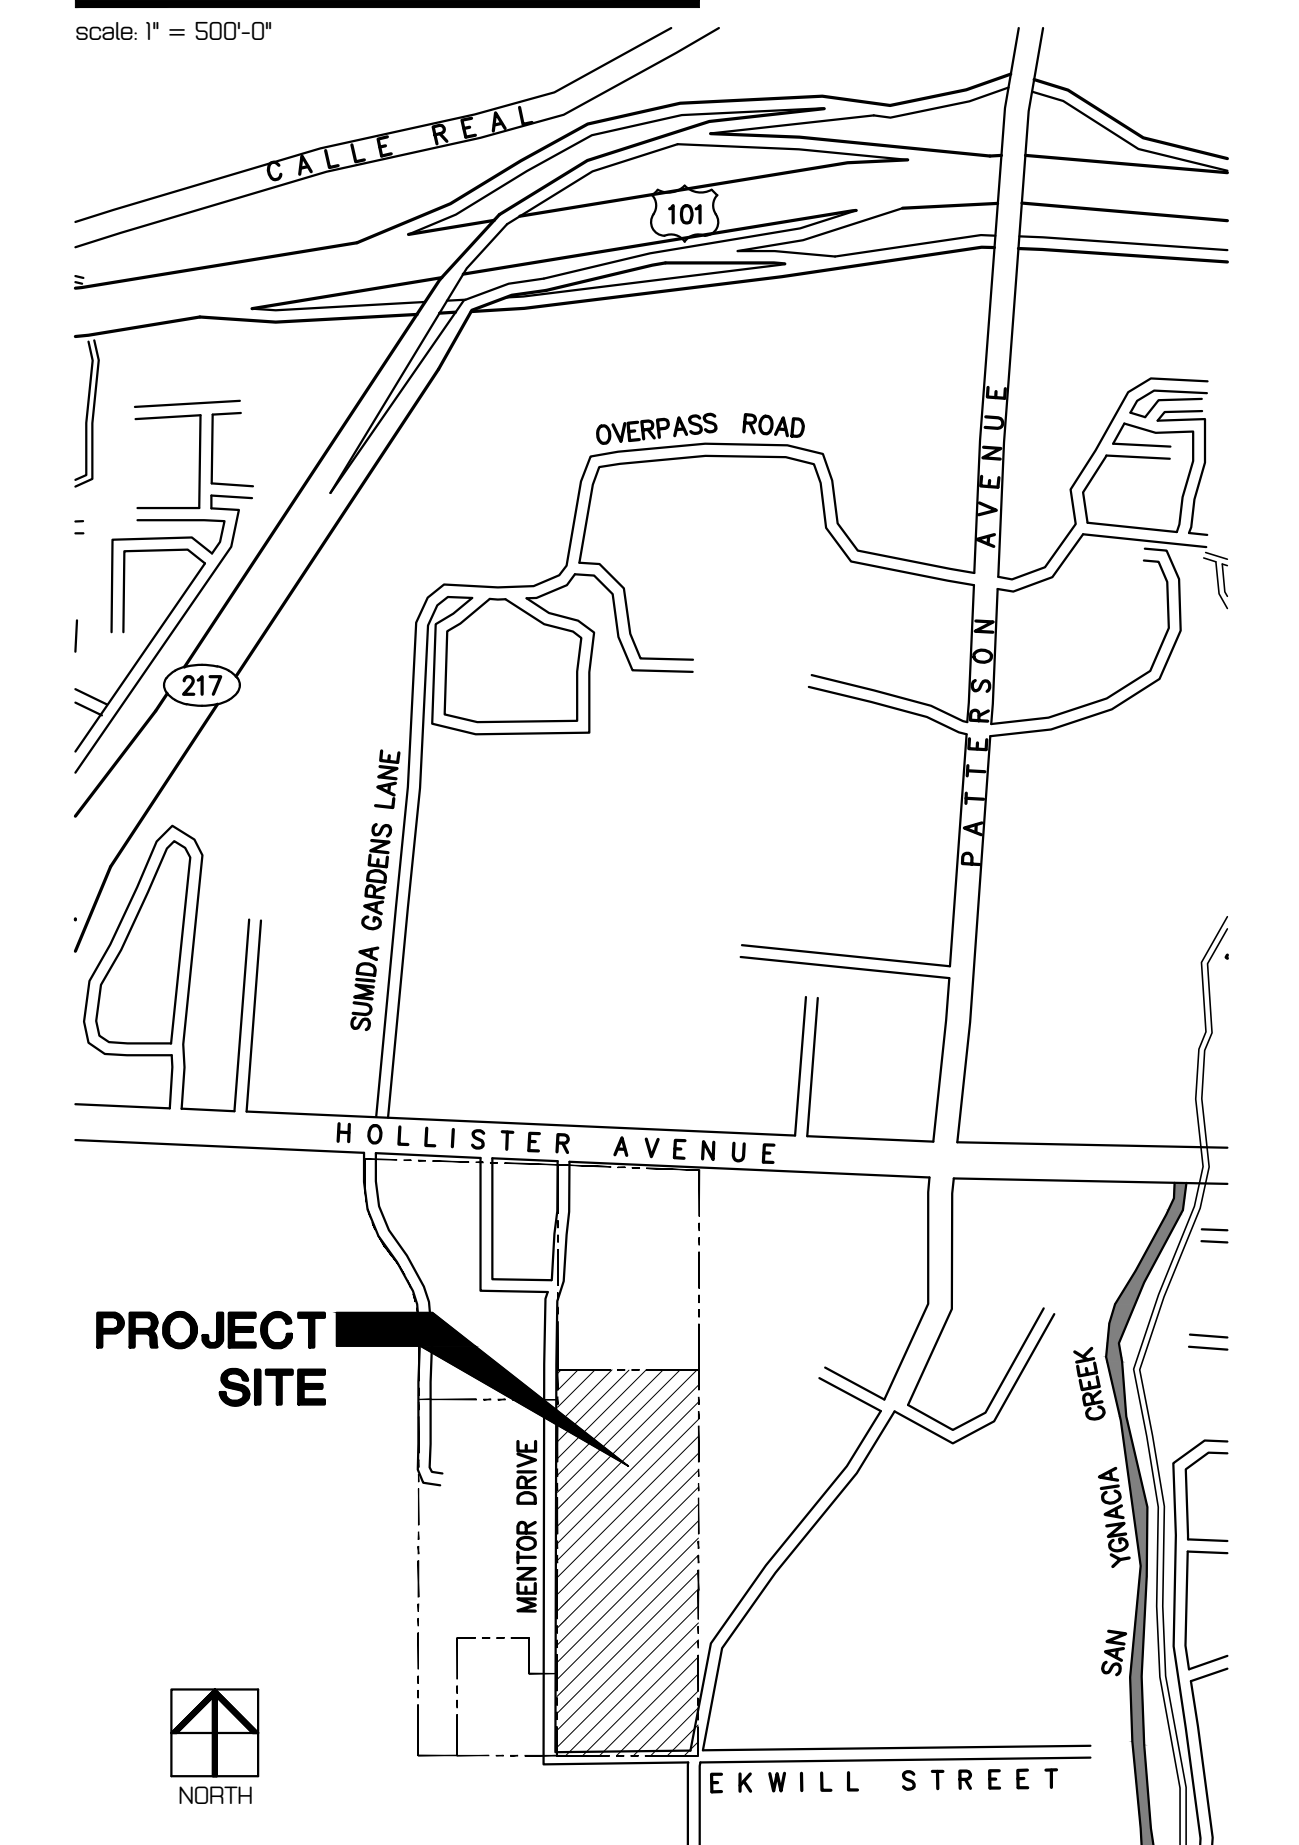 scale: 1" = 500'-0"
CALLE REAL
101
OVERPASS ROAD
PATTERSON AVENUE
217
SUMIDA GARDENS LANE
HOLLISTER AVENUE
PROJECT
SITE
SAN YGNACIA CREEK
MENTOR DRIVE
EKWILL STREET
NORTH